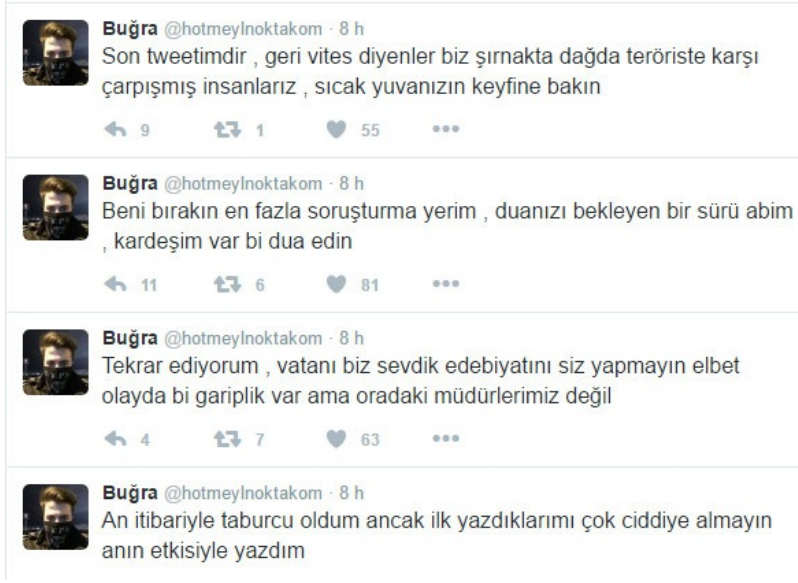 Buğra @hotmeylnoktakom · 8 h
Son tweetimdir , geri vites diyenler biz şırnakta dağda teröriste karşı
çarpışmış insanlarız , sıcak yuvanızın keyfine bakın
9 1 55
Buğra @hotmeylnoktakom · 8 h
Beni bırakın en fazla soruşturma yerim , duanızı bekleyen bir sürü abim
, kardeşim var bi dua edin
11 6 81
Buğra @hotmeylnoktakom · 8 h
Tekrar ediyorum , vatanı biz sevdik edebiyatını siz yapmayın elbet
olayda bi gariplik var ama oradaki müdürlerimiz değil
4 7 63
Buğra @hotmeylnoktakom · 8 h
An itibariyle taburcu oldum ancak ilk yazdıklarımı çok ciddiye almayın
anın etkisiyle yazdım